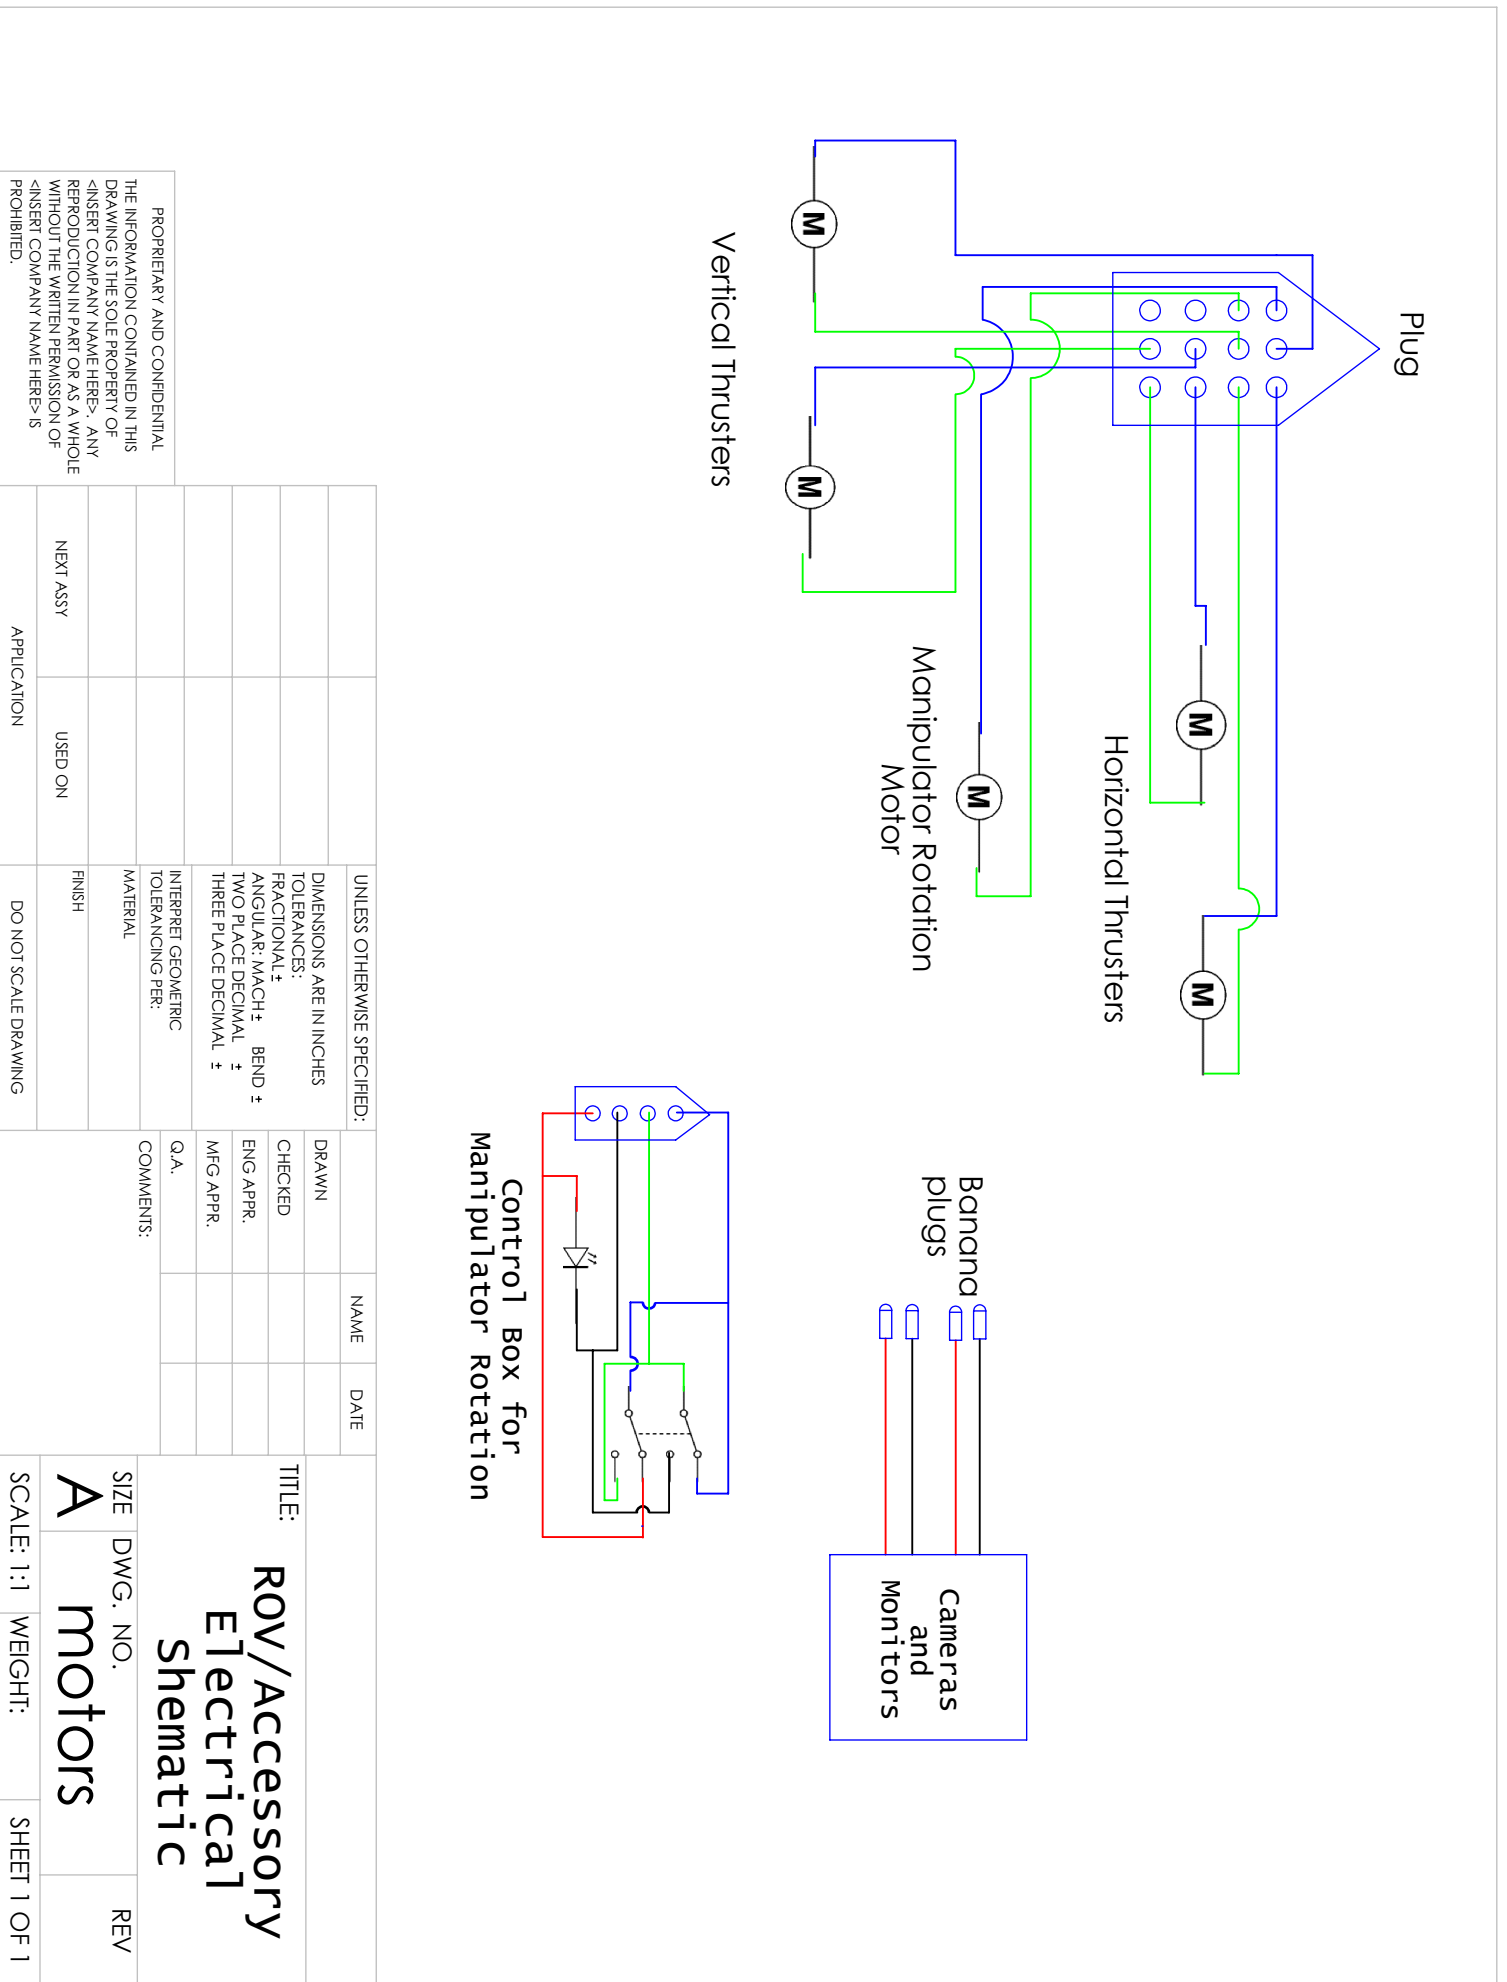 Plug
Vertical Thrusters
M
M
Manipulator Rotation
Motor
M
Horizontal Thrusters
M
M
Banana
plugs
Cameras
and
Monitors
Control Box for
Manipulator Rotation
PROPRIETARY AND CONFIDENTIAL
THE INFORMATION CONTAINED IN THIS
DRAWING IS THE SOLE PROPERTY OF
<INSERT COMPANY NAME HERE>. ANY
REPRODUCTION IN PART OR AS A WHOLE
WITHOUT THE WRITTEN PERMISSION OF
<INSERT COMPANY NAME HERE> IS
PROHIBITED.
NEXT ASSY
USED ON
APPLICATION
UNLESS OTHERWISE SPECIFIED:
DIMENSIONS ARE IN INCHES
TOLERANCES:
FRACTIONAL ±
ANGULAR: MACH ± BEND ±
TWO PLACE DECIMAL ±
THREE PLACE DECIMAL ±
INTERPRET GEOMETRIC
TOLERANCING PER:
MATERIAL
FINISH
DO NOT SCALE DRAWING
NAME
DATE
DRAWN
CHECKED
ENG APPR.
MFG APPR.
Q.A.
COMMENTS:
TITLE:
ROV/Accessory
Electrical
Shematic
SIZE
A
DWG. NO.
motors
REV
SCALE: 1:1
WEIGHT:
SHEET 1 OF 1